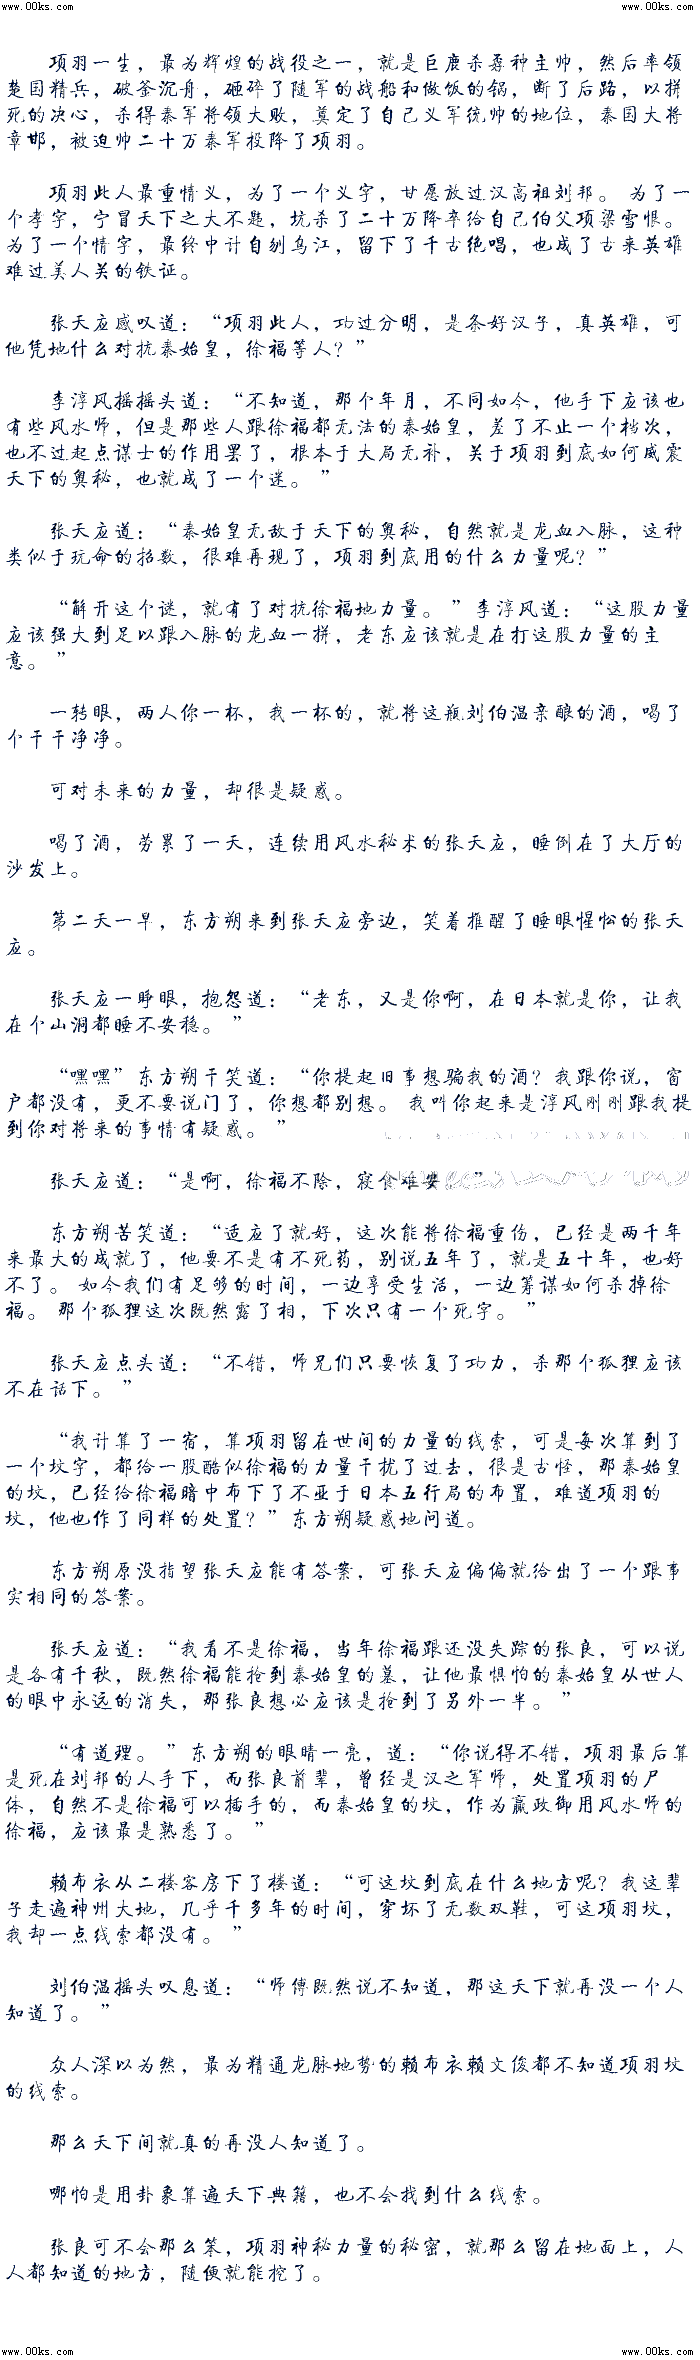 www.00ks.com www.00ks.com
项羽一生，最为辉煌的战役之一，就是巨鹿杀孬种主帅，然后率领
楚国精兵，破釜沉舟，砸碎了随军的战船和做饭的锅，断了后路，以拼
死的决心，杀得秦军将领大败，奠定了自己义军统帅的地位，秦国大将
章邯，被迫帅二十万秦军投降了项羽。
项羽此人最重情义，为了一个义字，甘愿放过汉高祖刘邦。 为了一
个孝字，宁冒天下之大不韪，坑杀了二十万降卒给自己伯父项梁雪恨。
为了一个情字，最终中计自刎乌江，留下了千古绝唱，也成了古来英雄
难过美人关的铁证。
张天应感叹道：“项羽此人，功过分明，是条好汉子，真英雄，可
他凭地什么对抗秦始皇，徐福等人？”
李淳风摇摇头道：“不知道，那个年月，不同如今，他手下应该也
有些风水师，但是那些人跟徐福都无法的秦始皇，差了不止一个档次，
也不过起点谋士的作用罢了，根本于大局无补，关于项羽到底如何威震
天下的奥秘，也就成了一个迷。”
张天应道：“秦始皇无敌于天下的奥秘，自然就是龙血入脉，这种
类似于玩命的招数，很难再现了，项羽到底用的什么力量呢？”
“解开这个谜，就有了对抗徐福地力量。”李淳风道：“这股力量
应该强大到足以跟入脉的龙血一拼，老东应该就是在打这股力量的主
意。”
一转眼，两人你一杯，我一杯的，就将这瓶刘伯温亲酿的酒，喝了
个干干净净。
可对未来的力量，却很是疑惑。
喝了酒，劳累了一天，连续用风水秘术的张天应，睡倒在了大厅的
沙发上。
第二天一早，东方朔来到张天应旁边，笑着推醒了睡眼惺忪的张天
应。
张天应一睁眼，抱怨道：“老东，又是你啊，在日本就是你，让我
在个山洞都睡不安稳。”
“嘿嘿”东方朔干笑道：“你提起旧事想骗我的酒？我跟你说，窗
户都没有，更不要说门了，你想都别想。 我叫你起来是淳风刚刚跟我提
到你对将来的事情有疑惑。”
张天应道：“是啊，徐福不除，寝食难安。”
东方朔苦笑道：“适应了就好，这次能将徐福重伤，已经是两千年
来最大的成就了，他要不是有不死药，别说五年了，就是五十年，也好
不了。 如今我们有足够的时间，一边享受生活，一边筹谋如何杀掉徐
福。 那个狐狸这次既然露了相，下次只有一个死字。”
张天应点头道：“不错，师兄们只要恢复了功力，杀那个狐狸应该
不在话下。”
“我计算了一宿，算项羽留在世间的力量的线索，可是每次算到了
一个坟字，都给一股酷似徐福的力量干扰了过去，很是古怪，那秦始皇
的坟，已经给徐福暗中布下了不亚于日本五行局的布置，难道项羽的
坟，他也作了同样的处置？”东方朔疑惑地问道。
东方朔原没指望张天应能有答案，可张天应偏偏就给出了一个跟事
实相同的答案。
张天应道：“我看不是徐福，当年徐福跟还没失踪的张良，可以说
是各有千秋，既然徐福能抢到秦始皇的墓，让他最惧怕的秦始皇从世人
的眼中永远的消失，那张良想必应该是抢到了另外一半。”
“有道理。”东方朔的眼睛一亮，道：“你说得不错，项羽最后算
是死在刘邦的人手下，而张良前辈，曾经是汉之军师，处置项羽的尸
体，自然不是徐福可以插手的，而秦始皇的坟，作为嬴政御用风水师的
徐福，应该最是熟悉了。”
赖布衣从二楼客房下了楼道：“可这坟到底在什么地方呢？我这辈
子走遍神州大地，几乎千多年的时间，穿坏了无数双鞋，可这项羽坟，
我却一点线索都没有。”
刘伯温摇头叹息道：“师傅既然说不知道，那这天下就再没一个人
知道了。”
众人深以为然，最为精通龙脉地势的赖布衣赖文俊都不知道项羽坟
的线索。
那么天下间就真的再没人知道了。
哪怕是用卦象算遍天下典籍，也不会找到什么线索。
张良可不会那么笨，项羽神秘力量的秘密，就那么留在地面上，人
人都知道的地方，随便就能挖了。
www.00ks.com www.00ks.com